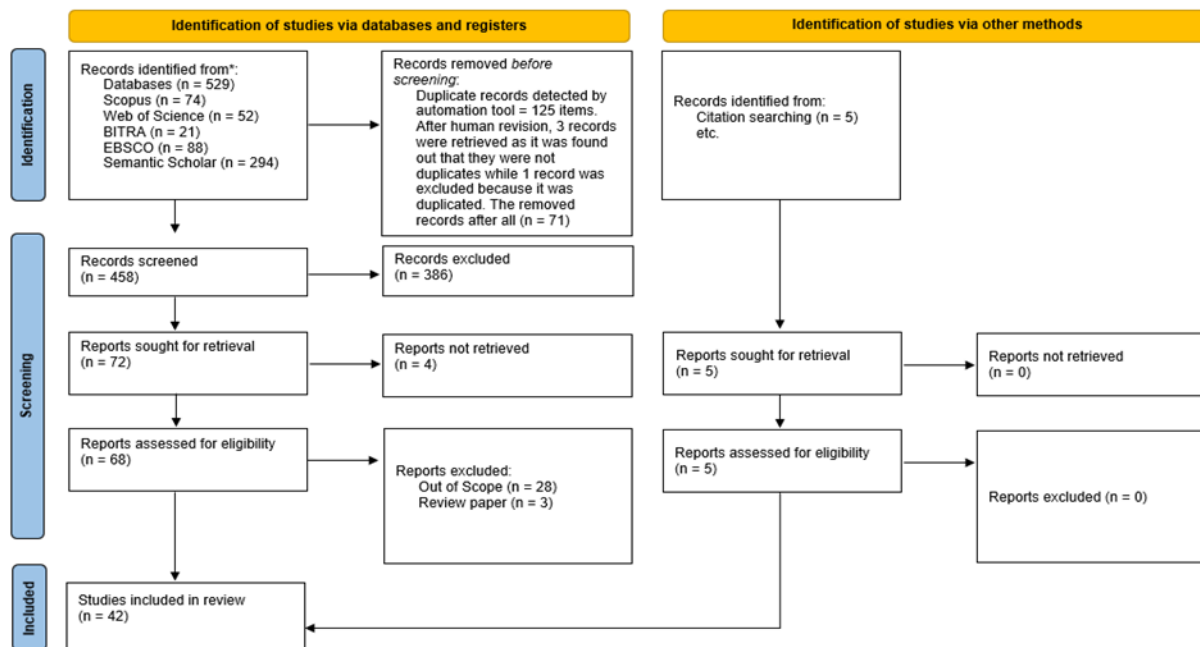 Identification of studies via databases and registers
Identification of studies via other methods
Identification
Records identified from*:
Databases (n = 529)
Scopus (n = 74)
Web of Science (n = 52)
BITRA (n = 21)
EBSCO (n = 88)
Semantic Scholar (n = 294)
Records removed before
screening:
Duplicate records detected by
automation tool = 125 items.
After human revision, 3 records
were retrieved as it was found
out that they were not
duplicates while 1 record was
excluded because it was
duplicated. The removed
records after all (n = 71)
Records identified from:
Citation searching (n = 5)
etc.
Screening
Records screened
(n = 458)
Records excluded
(n = 386)
Reports sought for retrieval
(n = 72)
Reports not retrieved
(n = 4)
Reports sought for retrieval
(n = 5)
Reports not retrieved
(n = 0)
Reports assessed for eligibility
(n = 68)
Reports excluded:
Out of Scope (n = 28)
Review paper (n = 3)
Reports assessed for eligibility
(n = 5)
Reports excluded (n = 0)
Included
Studies included in review
(n = 42)